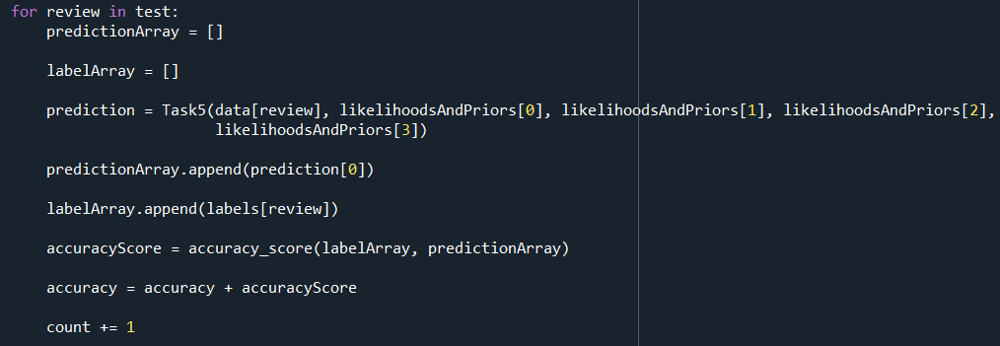 for review in test:
    predictionArray = []
    labelArray = []
    prediction = Task5(data[review], likelihoodsAndPriors[0], likelihoodsAndPriors[1], likelihoodsAndPriors[2],
                       likelihoodsAndPriors[3])
    predictionArray.append(prediction[0])
    labelArray.append(labels[review])
    accuracyScore = accuracy_score(labelArray, predictionArray)
    accuracy = accuracy + accuracyScore
    count += 1